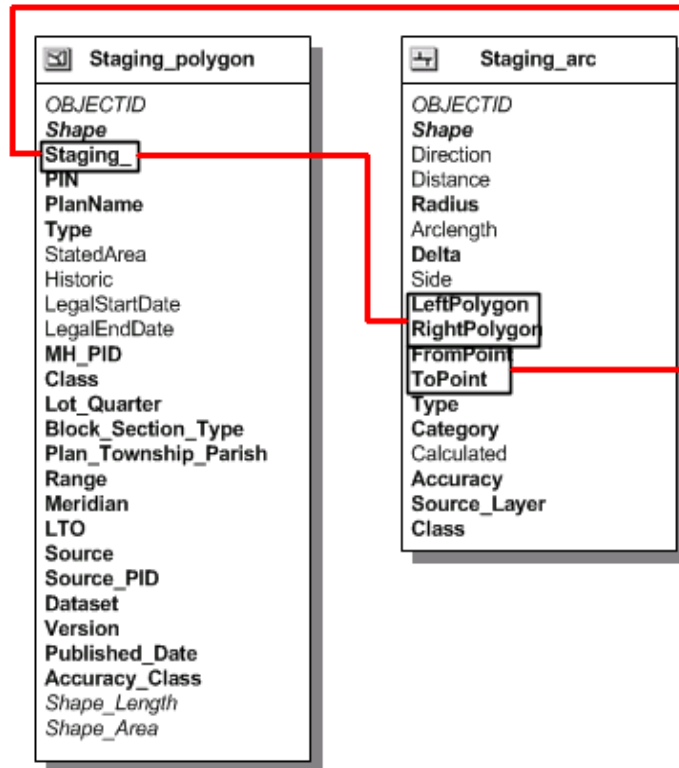 Staging_polygon
OBJECTID
Shape
Staging_
PIN
PlanName
Type
StatedArea
Historic
LegalStartDate
LegalEndDate
MH_PID
Class
Lot_Quarter
Block_Section_Type
Plan_Township_Parish
Range
Meridian
LTO
Source
Source_PID
Dataset
Version
Published_Date
Accuracy_Class
Shape_Length
Shape_Area
Staging_arc
OBJECTID
Shape
Direction
Distance
Radius
Arclength
Delta
Side
LeftPolygon
RightPolygon
FromPoint
ToPoint
Type
Category
Calculated
Accuracy
Source_Layer
Class